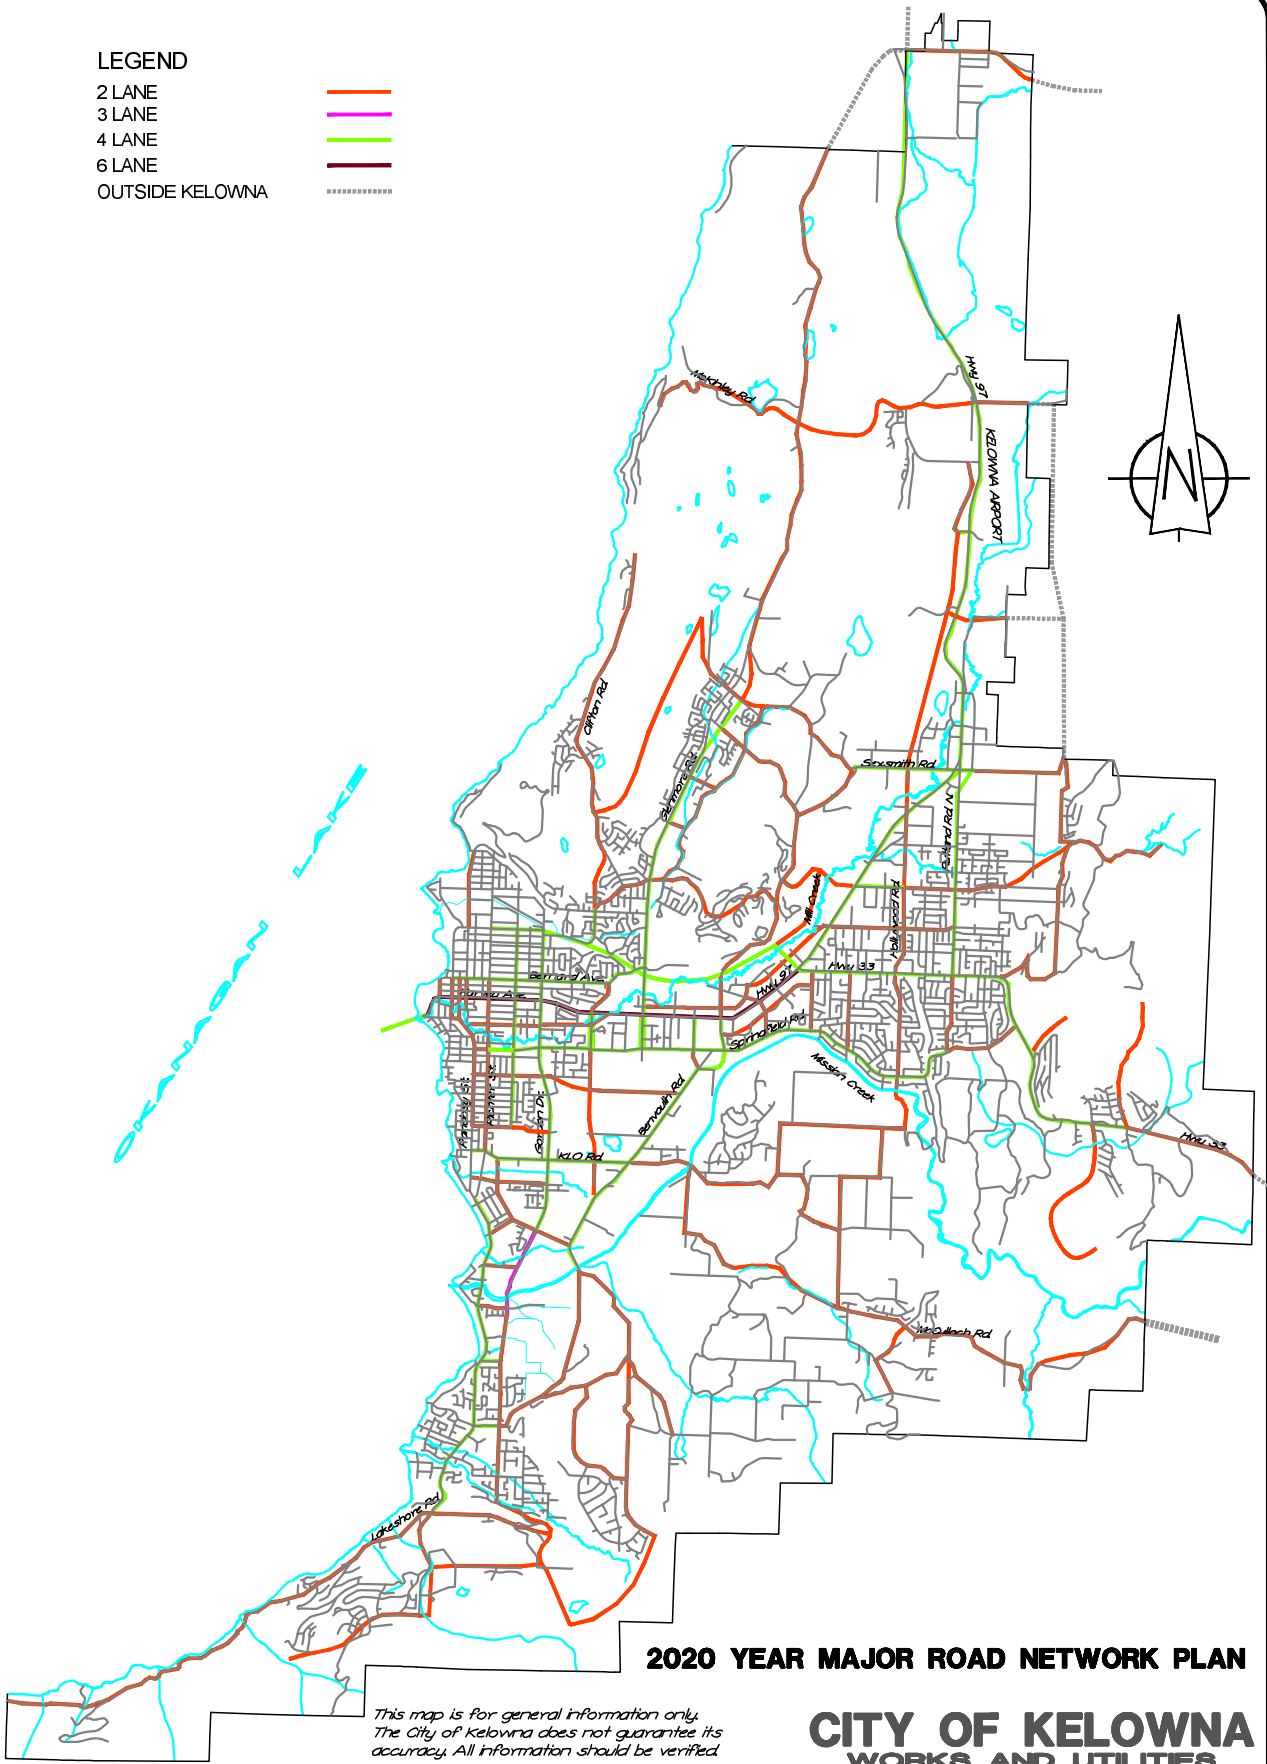 LEGEND
2 LANE
3 LANE
4 LANE
6 LANE
OUTSIDE KELOWNA
McKinley Rd
Hwy 97
KELOWNA AIRPORT
N
Clifton Rd
Glenmore Rd
Sexsmith Rd
Rutland Rd N
Mill Creek
Hollywood Rd
OKANAGAN
Bernard Ave
Harvey Ave
Hwy 97
Hwy 33
Springfield Rd
Mission Creek
Pandosy St.
Richter St.
Gordon Dr.
Benvoulin Rd
KLO Rd
Hwy 33
McCulloch Rd
Lakeshore Rd
2020 YEAR MAJOR ROAD NETWORK PLAN
This map is for general information only.
The City of Kelowna does not guarantee its
accuracy. All information should be verified.
CITY OF KELOWNA
WORKS AND UTILITIES